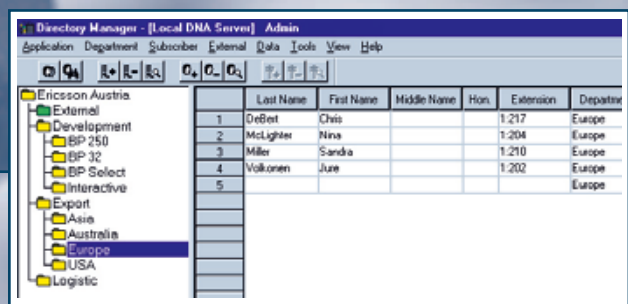 Directory Manager - [Local DNA Server] Admin
Application Department Subscriber External Data Tools View Help
Ericsson Austria
External
Development
BP 250
BP 32
BP Select
Interactive
Export
Asia
Australia
Europe
USA
Logistic
Last Name First Name Middle Name Hon. Extension Departme
1 DeBert Chris 1:217 Europe
2 McLighter Nina 1:204 Europe
3 Miller Sandra 1:210 Europe
4 Volkonen Jure 1:202 Europe
5 Europe